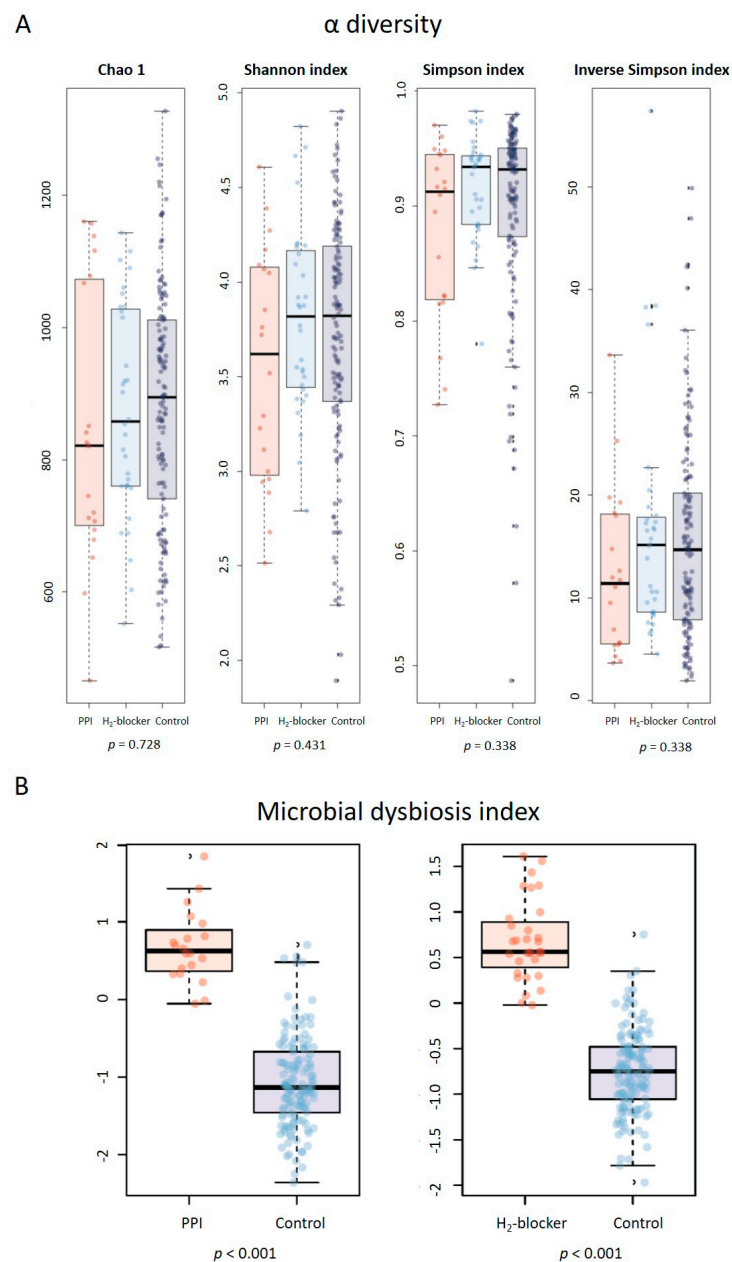 A
α diversity
Chao 1
Shannon index
Simpson index
Inverse Simpson index
1200
1000
800
600
5.0
4.5
4.0
3.5
3.0
2.5
2.0
1.0
0.9
0.8
0.7
0.6
0.5
50
40
30
20
10
0
PPI H₂-blocker Control
PPI H₂-blocker Control
PPI H₂-blocker Control
PPI H₂-blocker Control
p = 0.728
p = 0.431
p = 0.338
p = 0.338
B
Microbial dysbiosis index
2
1
0
-1
-2
1.5
1.0
0.5
0
-0.5
-1.0
-1.5
-2
PPI Control
H₂-blocker Control
p < 0.001
p < 0.001